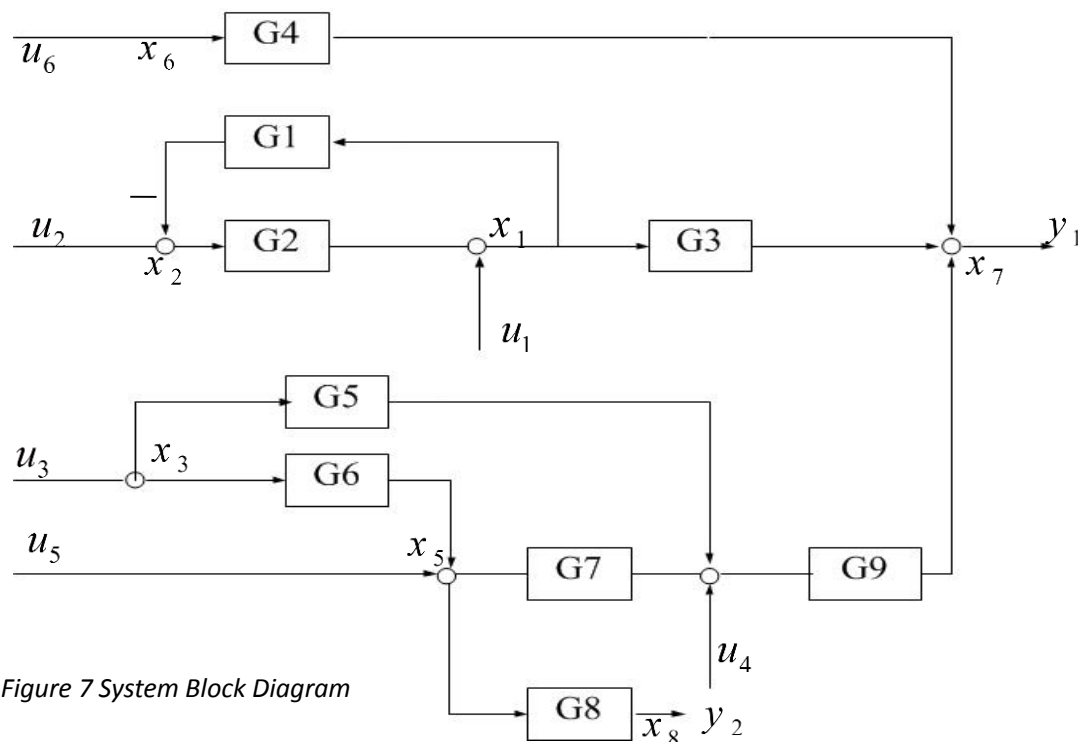 G4
u₆ x₆
G1
−
u₂ G2 x₁ G3 y₁
x₂ x₇
u₁
G5
u₃ x₃ G6
u₅ x₅ G7 G9
u₄
Figure 7 System Block Diagram
G8 x₈ y₂